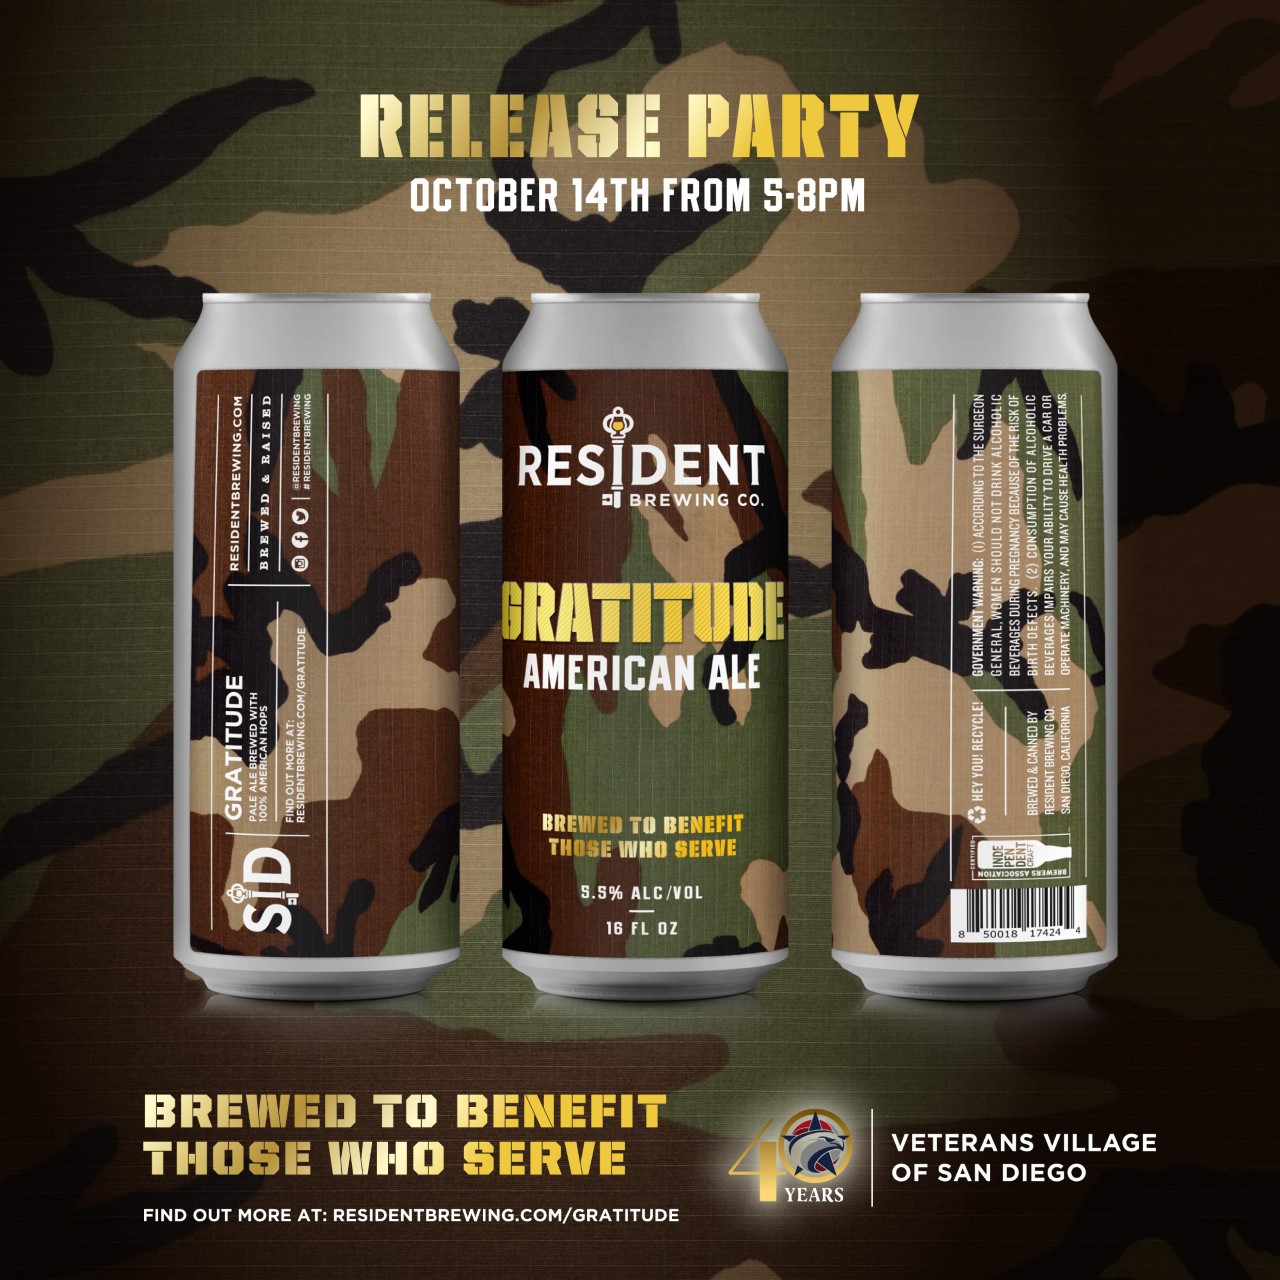 RELEASE PARTY
OCTOBER 14TH FROM 5-8PM
RESIDENTBREWING.COM
BREWED & RAISED
@RESIDENTBREWING
#RESIDENTBREWING
GRATITUDE
PALE ALE BREWED WITH
100% AMERICAN HOPS
FIND OUT MORE AT:
RESIDENTBREWING.COM/GRATITUDE
SD
RESIDENT
BREWING CO.
GRATITUDE
AMERICAN ALE
BREWED TO BENEFIT
THOSE WHO SERVE
5.5% ALC/VOL
16 FL OZ
GOVERNMENT WARNING: (1) ACCORDING TO THE SURGEON
GENERAL, WOMEN SHOULD NOT DRINK ALCOHOLIC
BEVERAGES DURING PREGNANCY BECAUSE OF THE RISK OF
BIRTH DEFECTS (2) CONSUMPTION OF ALCOHOLIC
BEVERAGES IMPAIRS YOUR ABILITY TO DRIVE A CAR OR
OPERATE MACHINERY, AND MAY CAUSE HEALTH PROBLEMS
HEY YOU! RECYCLE!
BREWED & CANNED BY
RESIDENT BREWING CO.
SAN DIEGO, CALIFORNIA
CERTIFIED
INDE
PEN
DENT
CRAFT
BREWERS ASSOCIATION
8 50018 17424 4
BREWED TO BENEFIT
THOSE WHO SERVE
FIND OUT MORE AT: RESIDENTBREWING.COM/GRATITUDE
40
YEARS
VETERANS VILLAGE
OF SAN DIEGO